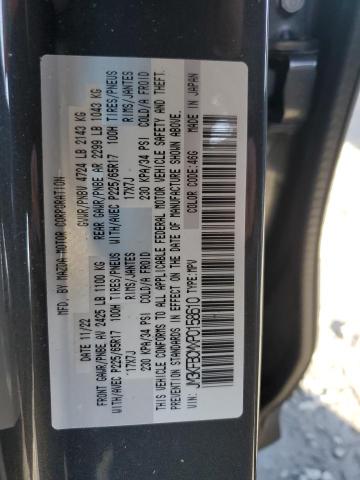 MFD. BY MAZDA MOTOR CORPORATION
GVWR/PNBV 4724 LB 2143 KG
DATE 11/22
FRONT GAWR/PNBE AV 2425 LB 1100 KG
REAR GAWR/PNBE AR 2299 LB 1043 KG
WITH/AVEC P225/65R17 100H TIRES/PNEUS
WITH/AVEC P225/65R17 100H TIRES/PNEUS
17X7J RIMS/JANTES
17X7J RIMS/JANTES
230 KPA/34 PSI COLD/A FROID
230 KPA/34 PSI COLD/A FROID
THIS VEHICLE CONFORMS TO ALL APPLICABLE FEDERAL MOTOR VEHICLE SAFETY AND THEFT
PREVENTION STANDARDS IN EFFECT ON THE DATE OF MANUFACTURE SHOWN ABOVE.
TYPE: MPV
COLOR CODE: 46G
MADE IN JAPAN